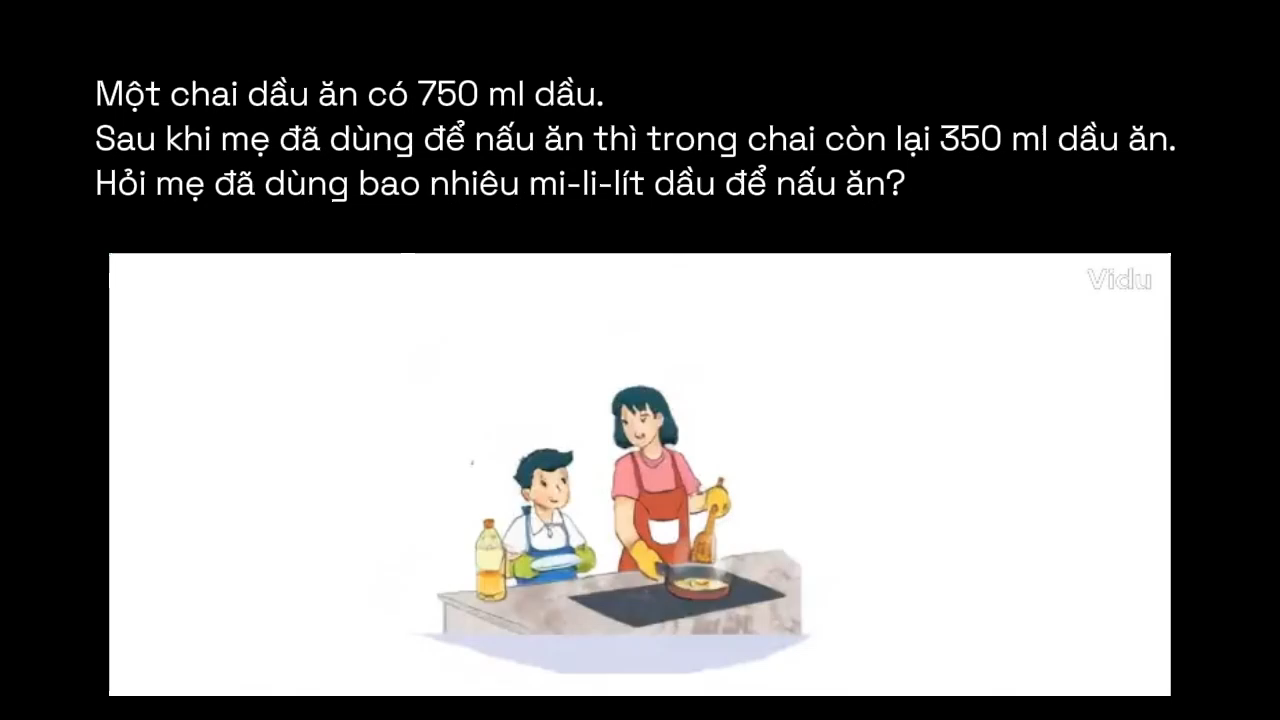 Một chai dầu ăn có 750 ml dầu.
Sau khi mẹ đã dùng để nấu ăn thì trong chai còn lại 350 ml dầu ăn.
Hỏi mẹ đã dùng bao nhiêu mi-li-lít dầu để nấu ăn?
Vidu